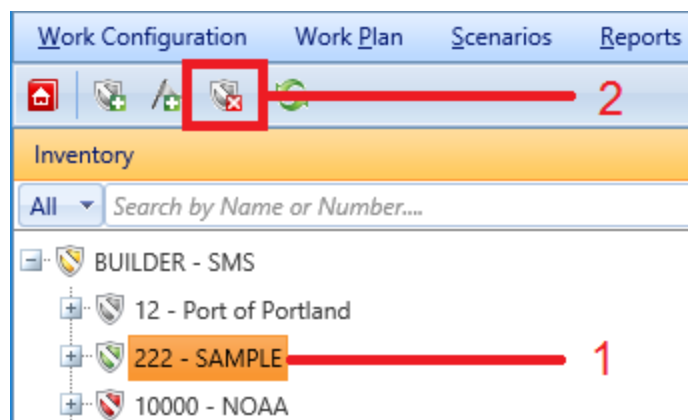 Work Configuration Work Plan Scenarios Reports
2
Inventory
All Search by Name or Number....
BUILDER - SMS
12 - Port of Portland
222 - SAMPLE 1
10000 - NOAA